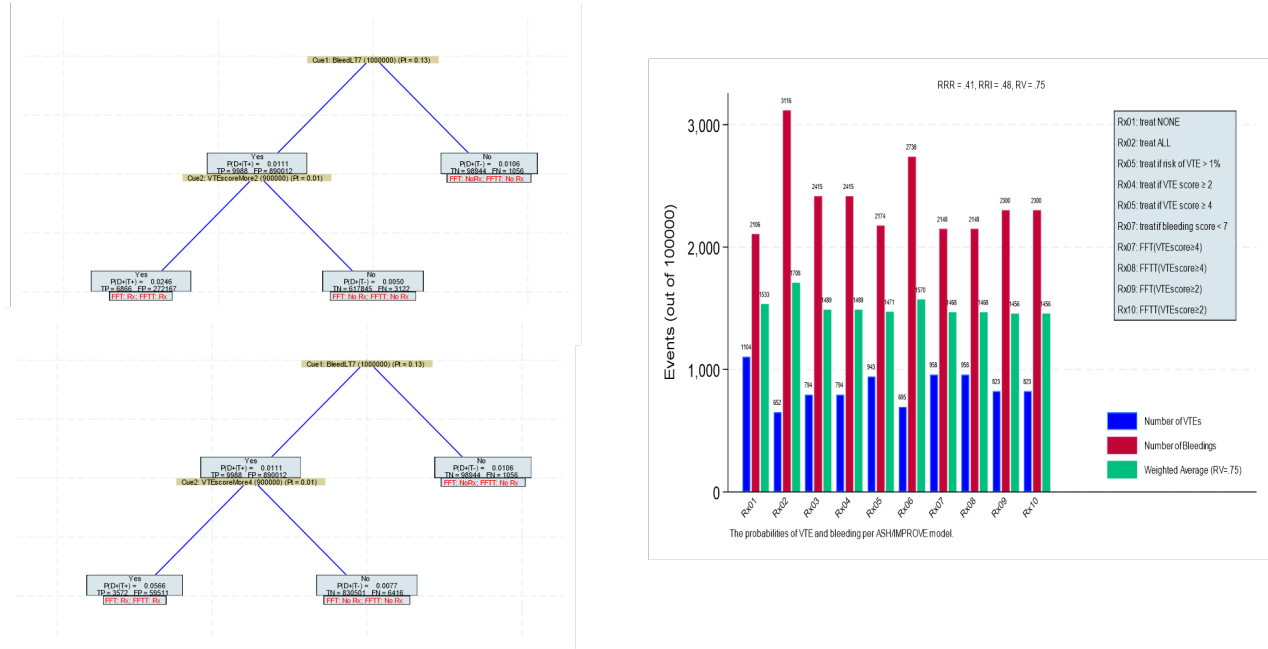 Cue1: BleedLT7 (1000000) (Pt = 0.13)
Yes
P(D+|T+) = 0.0111
TP = 9988 FP = 890012
No
P(D+|T-) = 0.0106
TN = 98944 FN = 1056
FFT: NoRx; FFTT: No Rx
Cue2: VTEscoreMore2 (900000) (Pt = 0.01)
Yes
P(D+|T+) = 0.0246
TP = 6866 FP = 272167
FFT: Rx; FFTT: Rx
No
P(D+|T-) = 0.0050
TN = 617845 FN = 3122
FFT: No Rx; FFTT: No Rx
Cue1: BleedLT7 (1000000) (Pt = 0.13)
Yes
P(D+|T+) = 0.0111
TP = 9988 FP = 890012
No
P(D+|T-) = 0.0106
TN = 98944 FN = 1056
FFT: NoRx; FFTT: No Rx
Cue2: VTEscoreMore4 (900000) (Pt = 0.01)
Yes
P(D+|T+) = 0.0566
TP = 3572 FP = 59511
FFT: Rx; FFTT: Rx
No
P(D+|T-) = 0.0077
TN = 830501 FN = 6416
FFT: No Rx; FFTT: No Rx
RRR = .41, RRI = .48, RV = .75
Events (out of 100000)
3,000
2,000
1,000
0
1104
2106
1533
652
3116
1708
794
2415
1489
794
2415
1489
943
2174
1471
695
2736
1570
958
2148
1468
958
2148
1468
823
2300
1456
823
2300
1456
Rx01
Rx02
Rx03
Rx04
Rx05
Rx06
Rx07
Rx08
Rx09
Rx10
Rx01: treat NONE
Rx02: treat ALL
Rx05: treat if risk of VTE > 1%
Rx04: treat if VTE score ≥ 2
Rx05: treat if VTE score ≥ 4
Rx07: treat if bleeding score < 7
Rx07: FFT(VTEscore≥4)
Rx08: FFTT(VTEscore≥4)
Rx09: FFT(VTEscore≥2)
Rx10: FFTT(VTEscore≥2)
Number of VTEs
Number of Bleedings
Weighted Average (RV=.75)
The probabilities of VTE and bleeding per ASH/IMPROVE model.